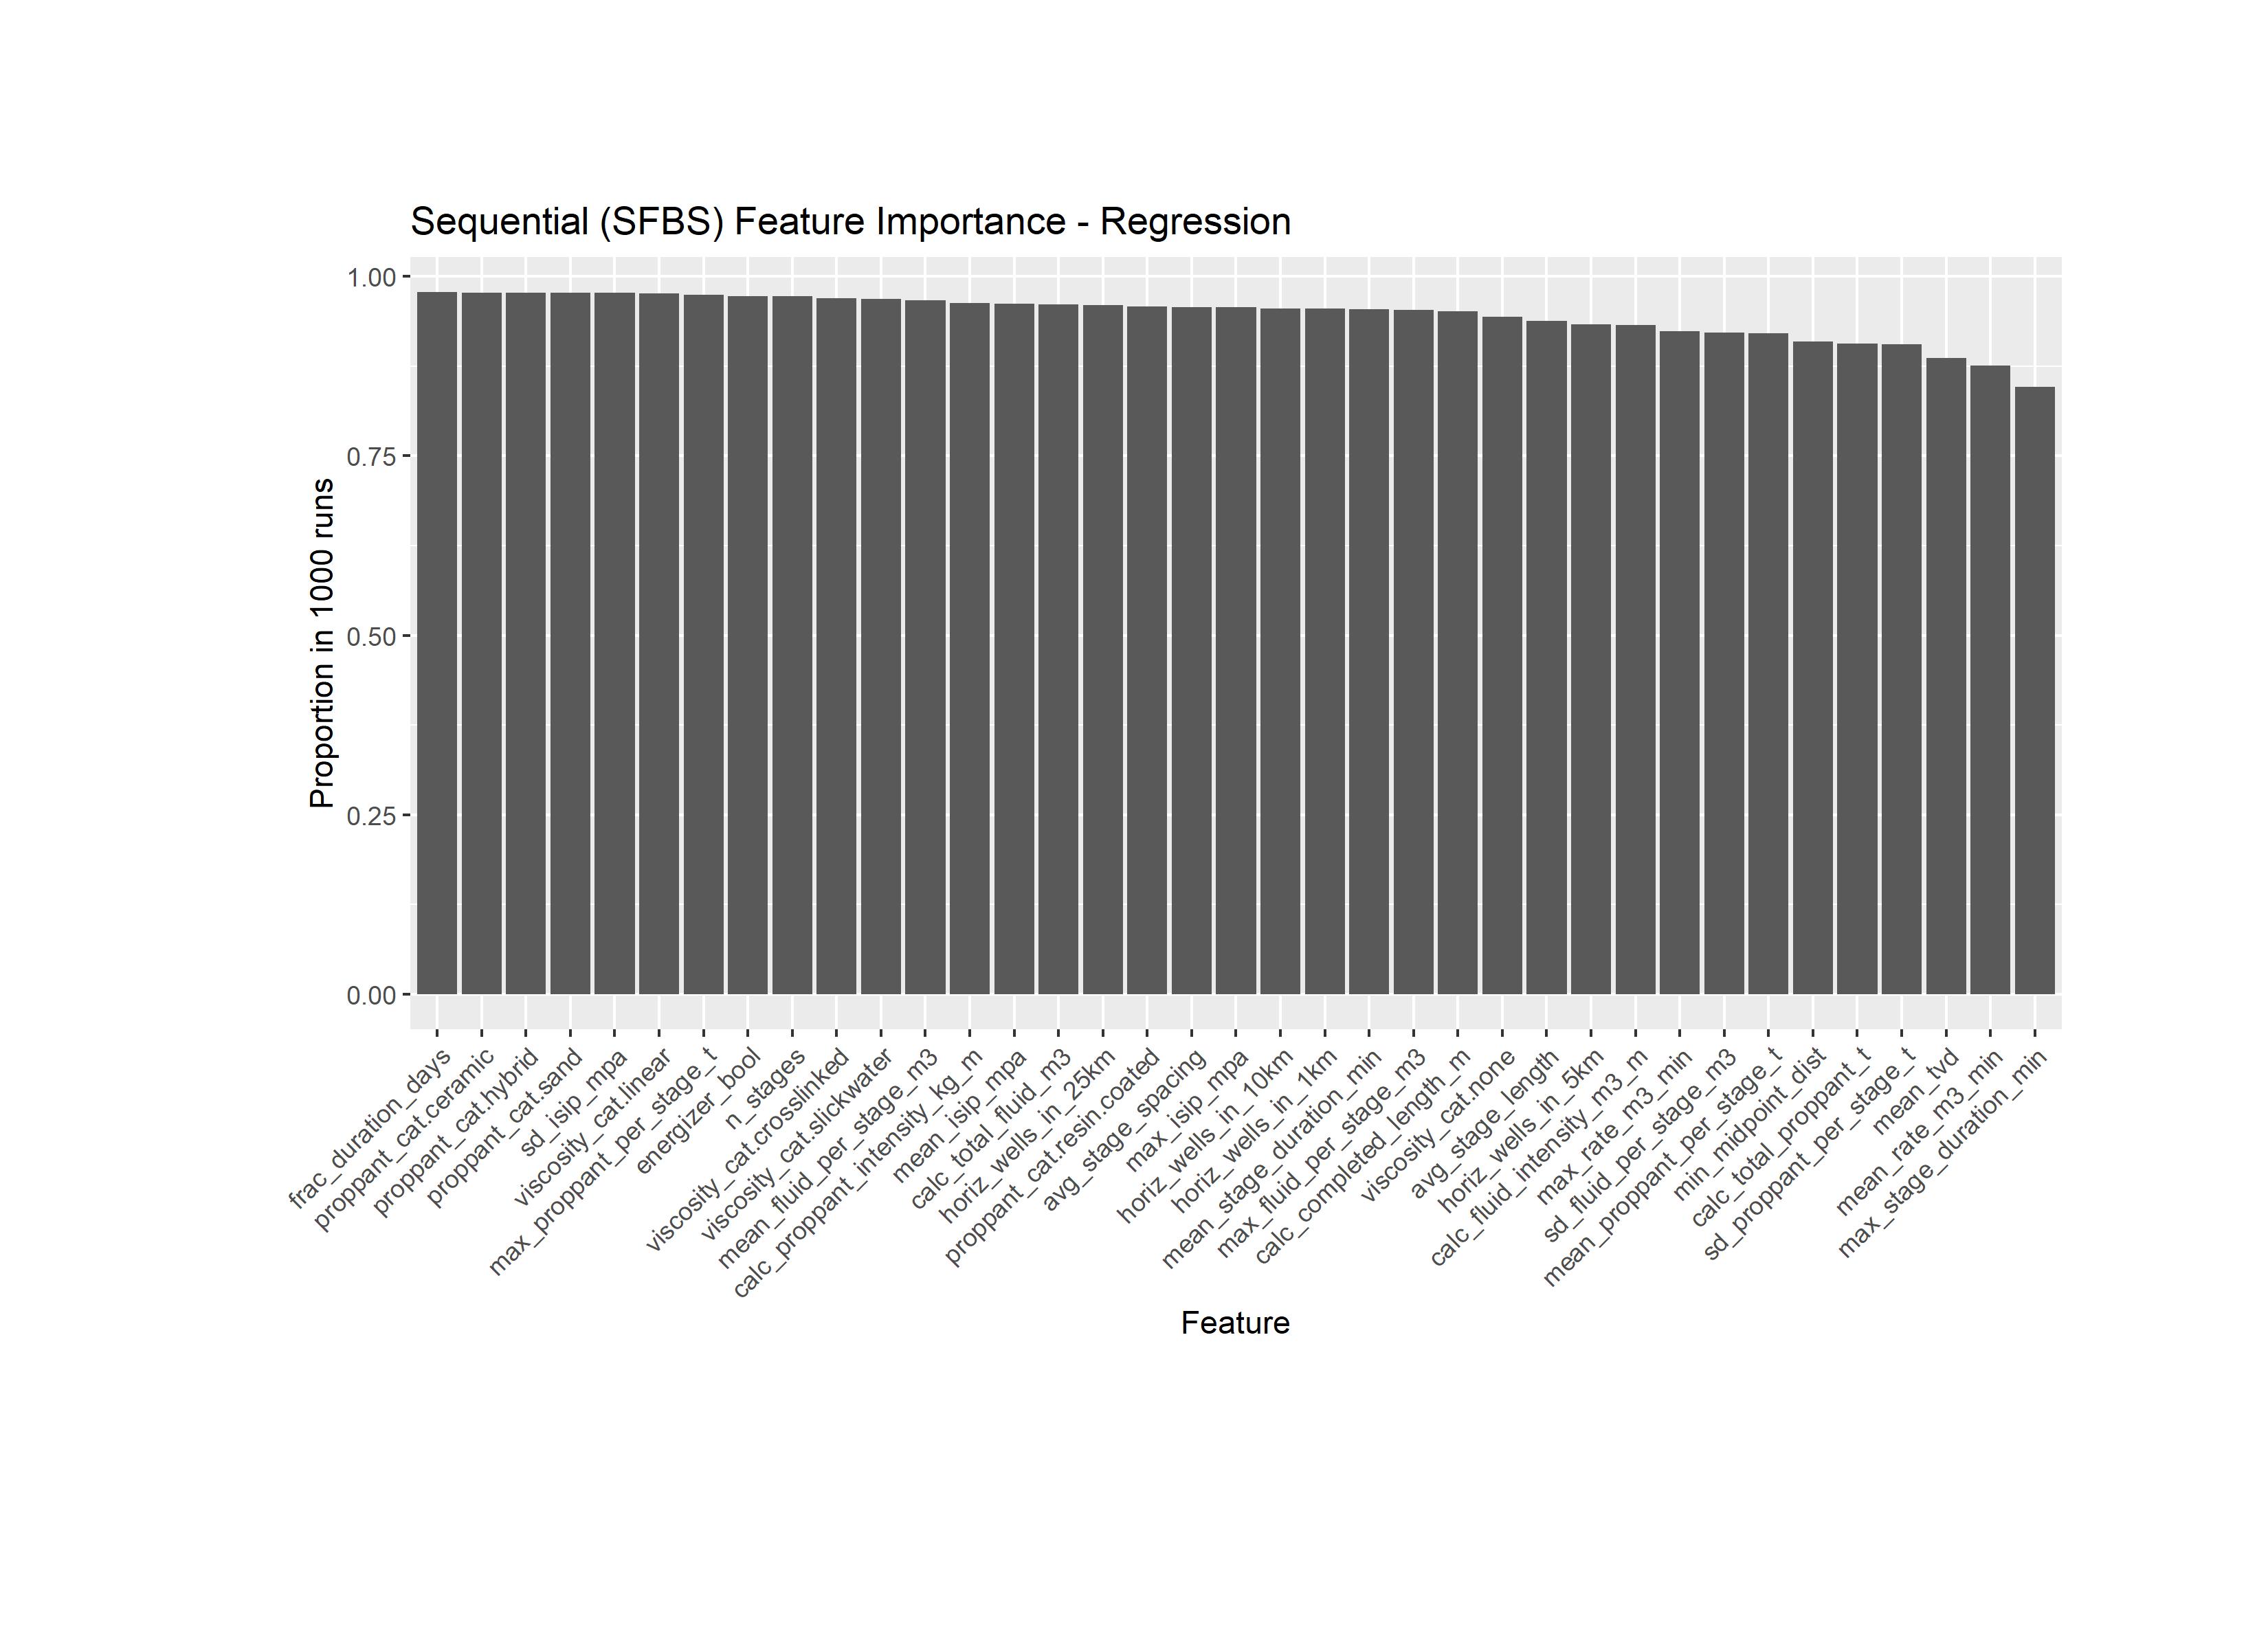 Sequential (SFBS) Feature Importance - Regression
1.00
0.75
0.50
0.25
0.00
Proportion in 1000 runs
frac_duration_days
proppant_cat.ceramic
proppant_cat.hybrid
proppant_cat.sand
sd_isip_mpa
viscosity_cat.linear
max_proppant_per_stage_t
energizer_bool
n_stages
viscosity_cat.crosslinked
viscosity_cat.slickwater
mean_fluid_per_stage_m3
calc_proppant_intensity_kg_m
mean_isip_mpa
calc_total_fluid_m3
horiz_wells_in_25km
proppant_cat.resin.coated
avg_stage_spacing
max_isip_mpa
horiz_wells_in_10km
horiz_wells_in_1km
mean_stage_duration_min
max_fluid_per_stage_m3
calc_completed_length_m
viscosity_cat.none
avg_stage_length
horiz_wells_in_5km
calc_fluid_intensity_m3_m
max_rate_m3_min
sd_fluid_per_stage_m3
mean_proppant_per_stage_t
min_midpoint_dist
calc_total_proppant_t
sd_proppant_per_stage_t
mean_tvd
mean_rate_m3_min
max_stage_duration_min
Feature